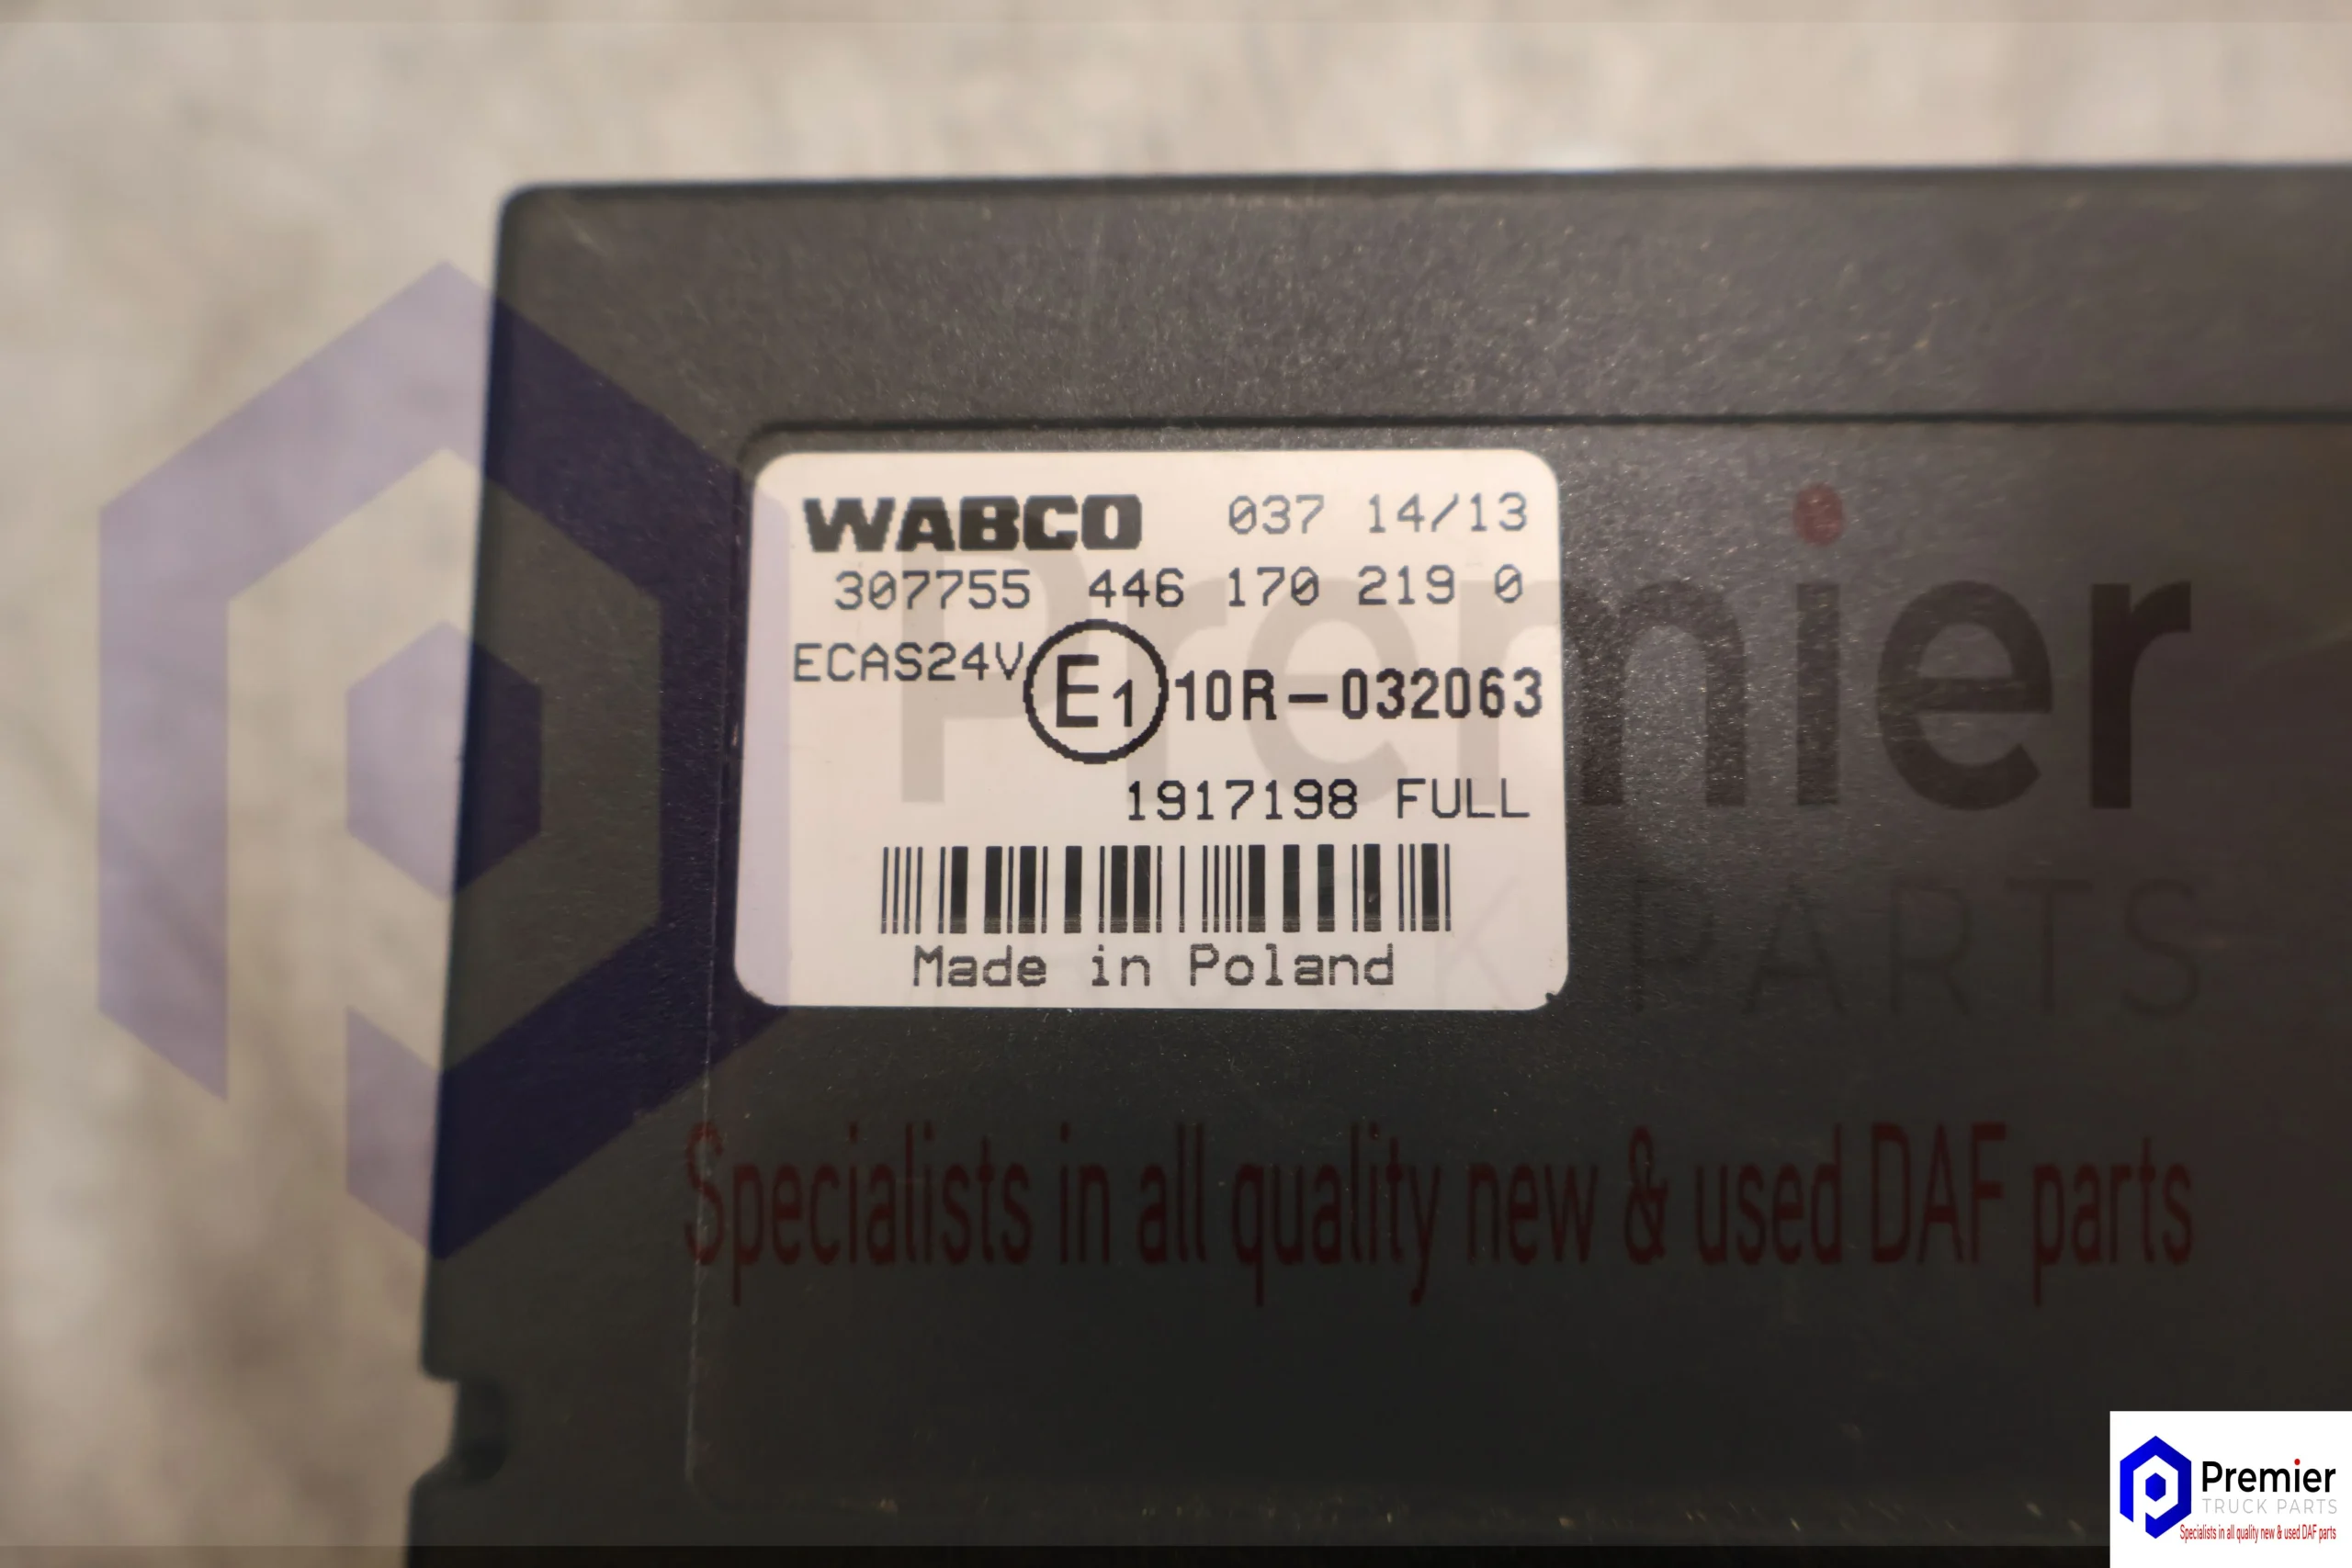 WABCO 037 14/13
307755 446 170 219 0
ECAS24V E1 10R-032063
1917198 FULL
Made in Poland
Premier
TRUCK PARTS
Specialists in all quality new & used DAF parts
Premier
TRUCK PARTS
Specialists in all quality new & used DAF parts